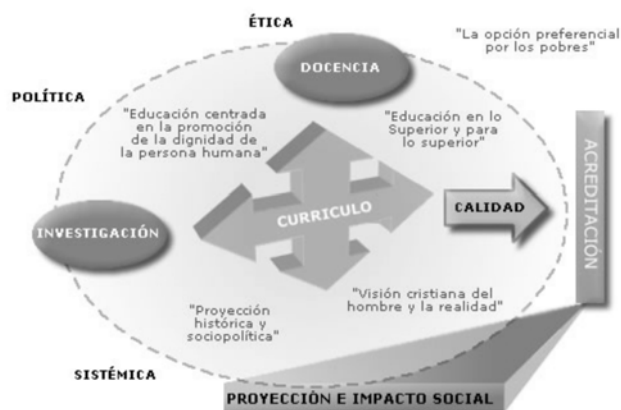 ÉTICA
"La opción preferencial
por los pobres"
DOCENCIA
POLÍTICA
"Educación centrada
en la promoción
de la dignidad de
la persona humana"
"Educación en lo
Superior y para
lo superior"
ACREDITACIÓN
CURRICULO
CALIDAD
INVESTIGACIÓN
"Proyección
histórica y
sociopolítica"
"Visión cristiana del
hombre y la realidad"
SISTÉMICA
PROYECCIÓN E IMPACTO SOCIAL